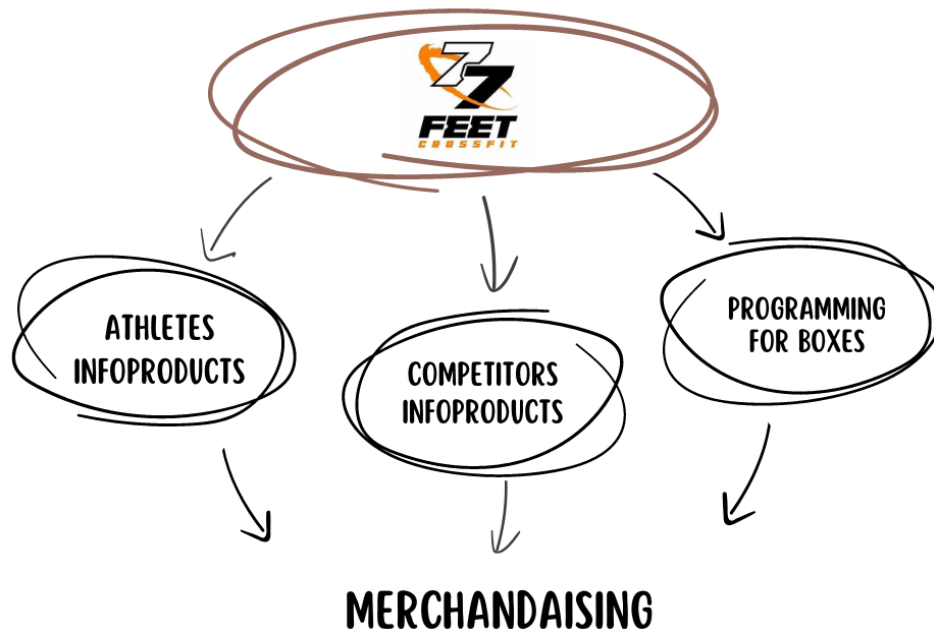 77
FEET
CROSSFIT
ATHLETES
INFOPRODUCTS
COMPETITORS
INFOPRODUCTS
PROGRAMMING
FOR BOXES
MERCHANDAISING